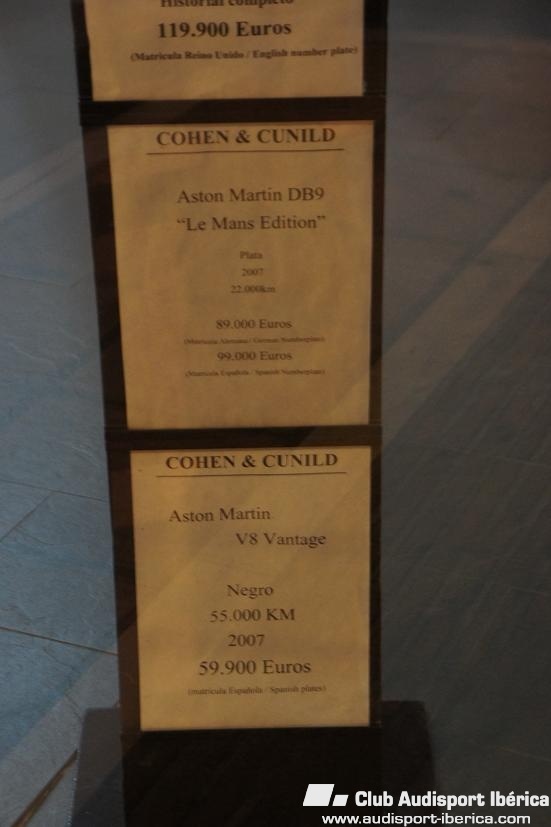 Historial completo
119.900 Euros
(Matricula Reino Unido / English number plate)
COHEN & CUNILD
Aston Martin DB9
“Le Mans Edition”
Plata
2007
22.000km
89.000 Euros
(Matricula Alemana / German Numberplate)
99.000 Euros
(Matricula Española / Spanish Numberplate)
COHEN & CUNILD
Aston Martin
V8 Vantage
Negro
55.000 KM
2007
59.900 Euros
(matricula Española / Spanish plates)
Club Audisport Ibérica
www.audisport-iberica.com